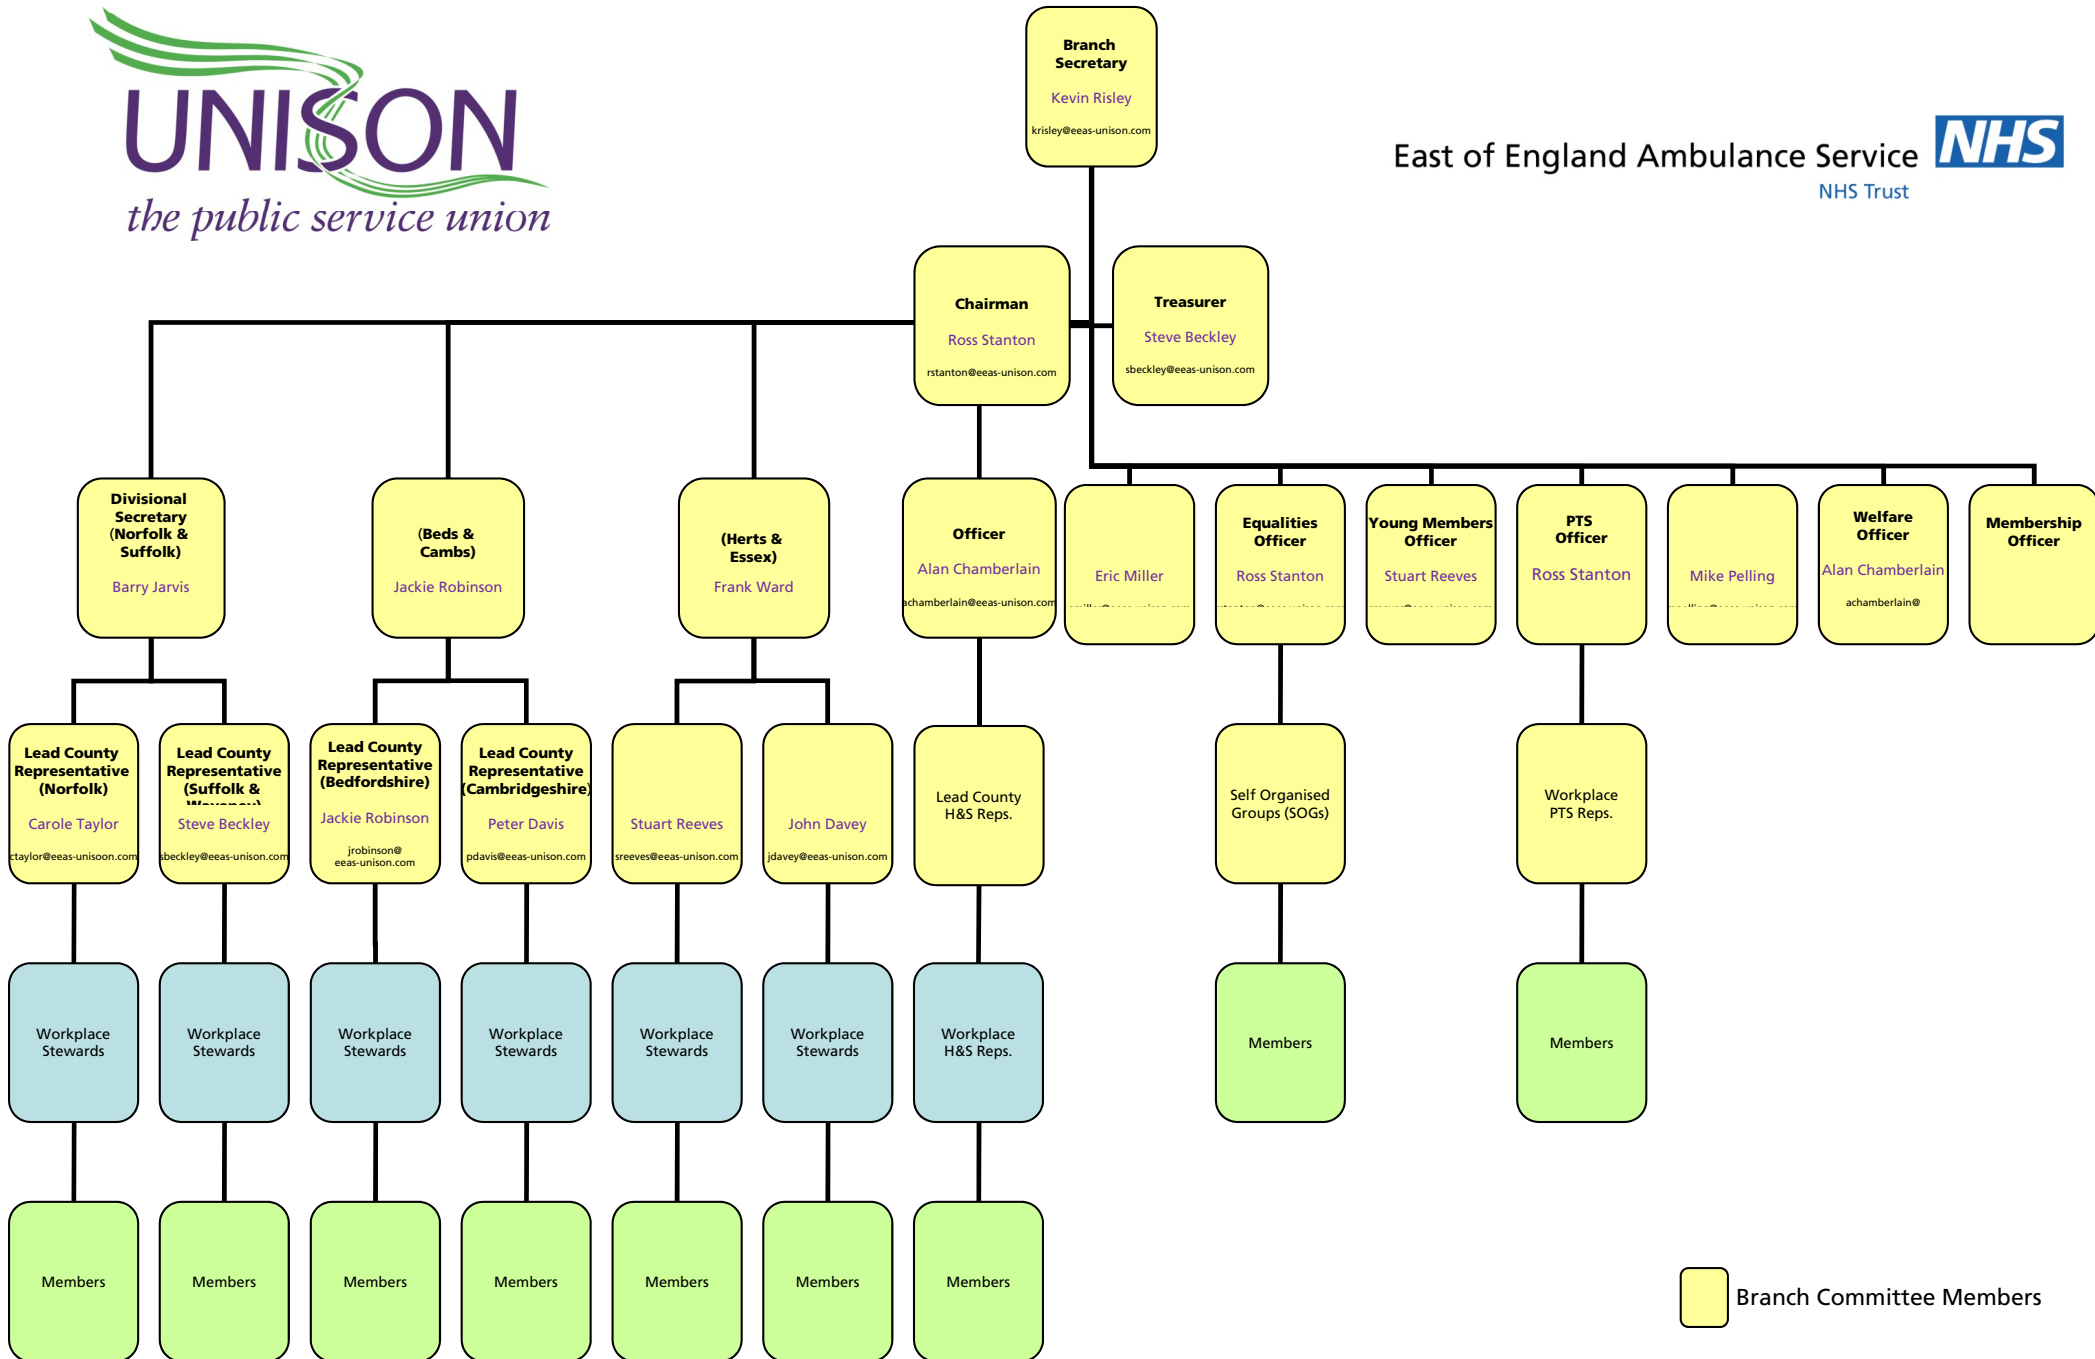 UNISON
the public service union
Branch
Secretary
Kevin Risley
krisley@eeas-unison.com
East of England Ambulance Service NHS
NHS Trust
Chairman
Ross Stanton
rstanton@eeas-unison.com
Treasurer
Steve Beckley
sbeckley@eeas-unison.com
Divisional
Secretary
(Norfolk &
Suffolk)
Barry Jarvis
(Beds &
Cambs)
Jackie Robinson
(Herts &
Essex)
Frank Ward
Officer
Alan Chamberlain
achamberlain@eeas-unison.com
Eric Miller
Equalities
Officer
Ross Stanton
Young Members
Officer
Stuart Reeves
PTS
Officer
Ross Stanton
Mike Pelling
Welfare
Officer
Alan Chamberlain
achamberlain@
Membership
Officer
Lead County
Representative
(Norfolk)
Carole Taylor
ctaylor@eeas-unisoon.com
Lead County
Representative
(Suffolk &
Steve Beckley
sbeckley@eeas-unison.com
Lead County
Representative
(Bedfordshire)
Jackie Robinson
jrobinson@
eeas-unison.com
Lead County
Representative
(Cambridgeshire)
Peter Davis
pdavis@eeas-unison.com
Stuart Reeves
sreeves@eeas-unison.com
John Davey
jdavey@eeas-unison.com
Lead County
H&S Reps.
Self Organised
Groups (SOGs)
Workplace
PTS Reps.
Workplace
Stewards
Workplace
Stewards
Workplace
Stewards
Workplace
Stewards
Workplace
Stewards
Workplace
Stewards
Workplace
H&S Reps.
Members
Members
Members
Members
Members
Members
Members
Members
Members
Branch Committee Members